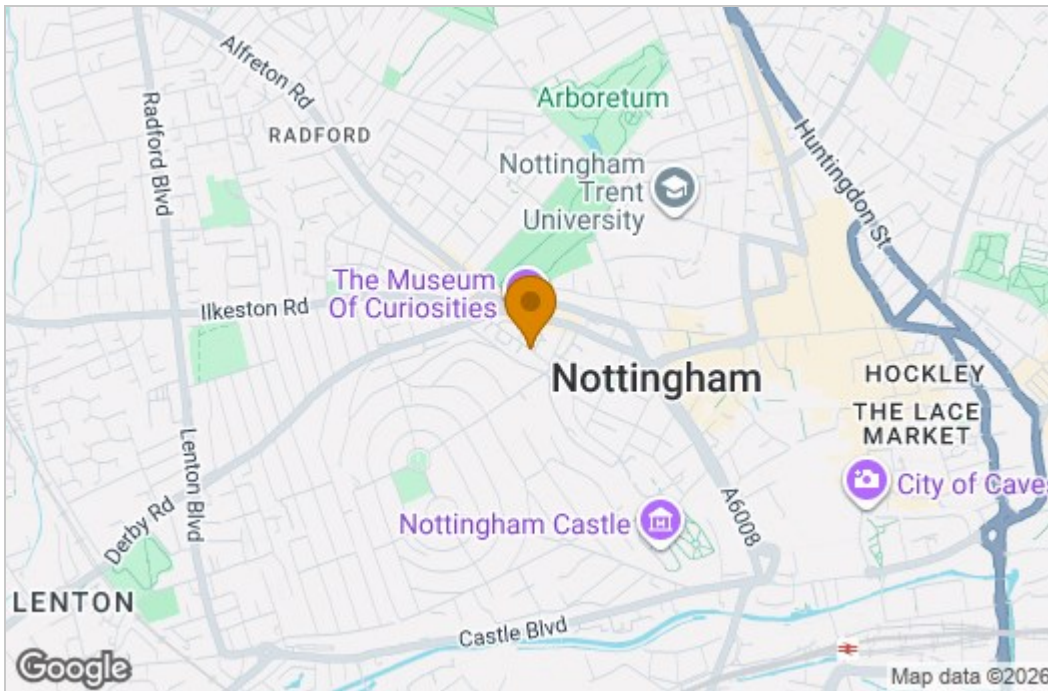 Alfreton Rd
Radford Blvd
RADFORD
Arboretum
Huntingdon St
Nottingham
Trent
University
The Museum
Of Curiosities
Ilkeston Rd
Nottingham
HOCKLEY
THE LACE
MARKET
Lenton Blvd
City of Caves
Nottingham Castle
A6008
Derby Rd
LENTON
Castle Blvd
Google
Map data ©2026